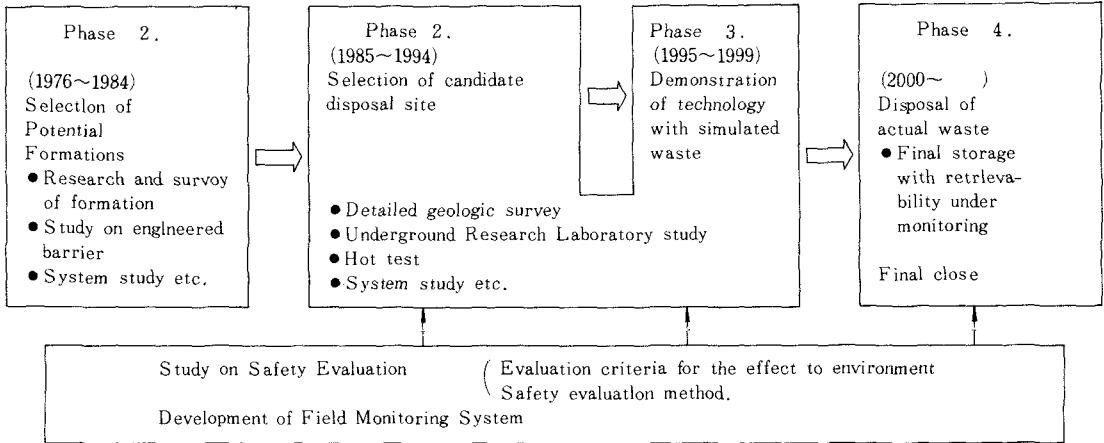 Phase 2.
(1976~1984)
Selection of
Potential
Formations
● Research and survoy
of formation
● Study on englneered
barrier
● System study etc.
Phase 2.
(1985~1994)
Selection of candidate
disposal site
Phase 3.
(1995~1999)
Demonstration
of technology
with simulated
waste
● Detailed geologic survey
● Underground Research Laboratory study
● Hot test
● System study etc.
Phase 4.
(2000~ )
Disposal of
actual waste
● Final storage
with retrleva-
bility under
monitoring
Final close
Study on Safety Evaluation
( Evaluation criteria for the effect to environment
Safety evaluation method.
Development of Field Monitoring System